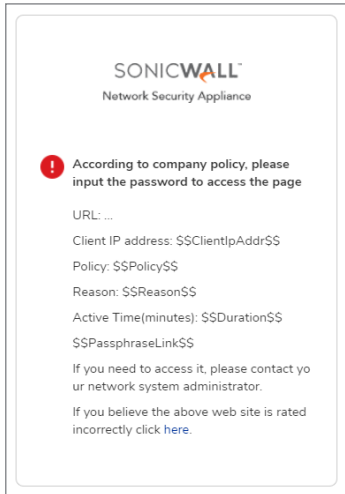 SONICWALL™
Network Security Appliance
According to company policy, please
input the password to access the page
URL: ...
Client IP address: $$ClientIpAddr$$
Policy: $$Policy$$
Reason: $$Reason$$
Active Time(minutes): $$Duration$$
$$PassphraseLink$$
If you need to access it, please contact yo
ur network system administrator.
If you believe the above web site is rated
incorrectly click here.